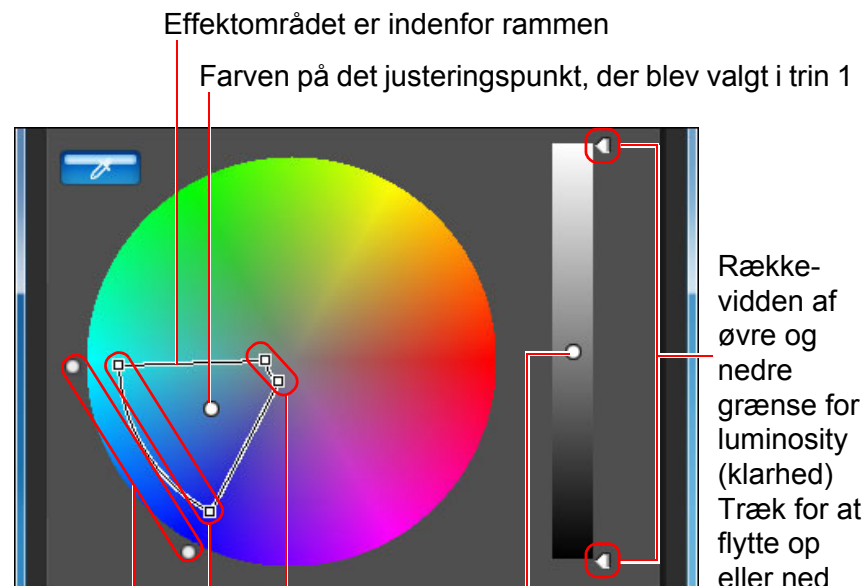 Effektområdet er indenfor rammen
Farven på det justeringspunkt, der blev valgt i trin 1
Række-
vidden af
øvre og
nedre
grænse for
luminosity
(klarhed)
Træk for at
flytte op
eller ned